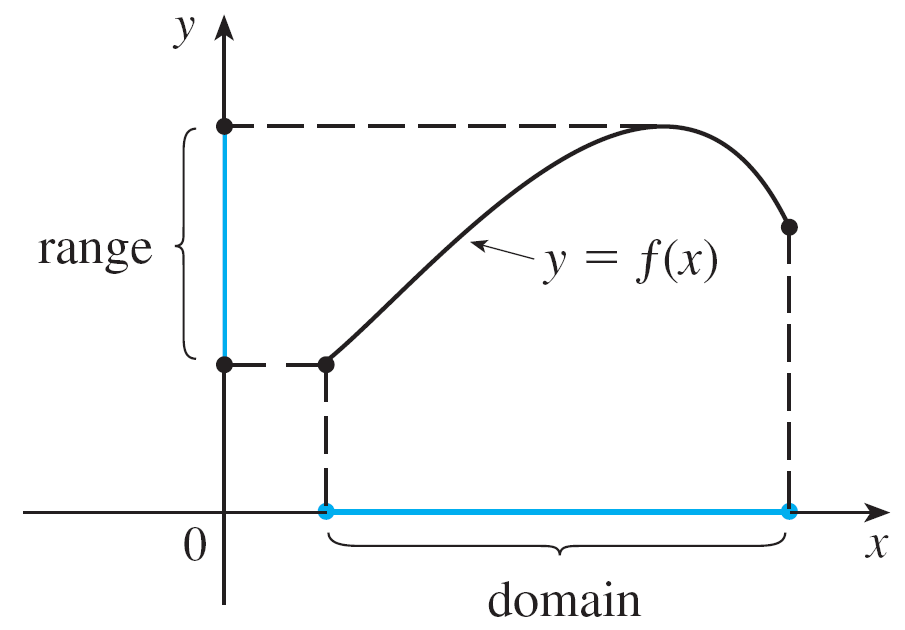 y
range
y = f(x)
0
x
domain